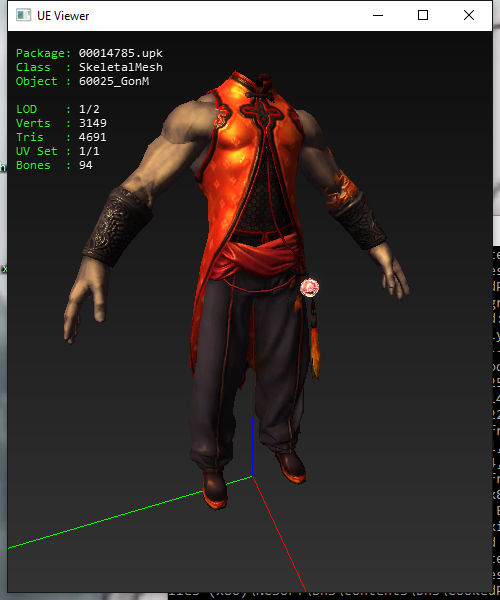 UE Viewer
Package: 00014785.upk
Class : SkeletalMesh
Object : 60025_GonM
LOD : 1/2
Verts : 3149
Tris : 4691
UV Set : 1/1
Bones : 94